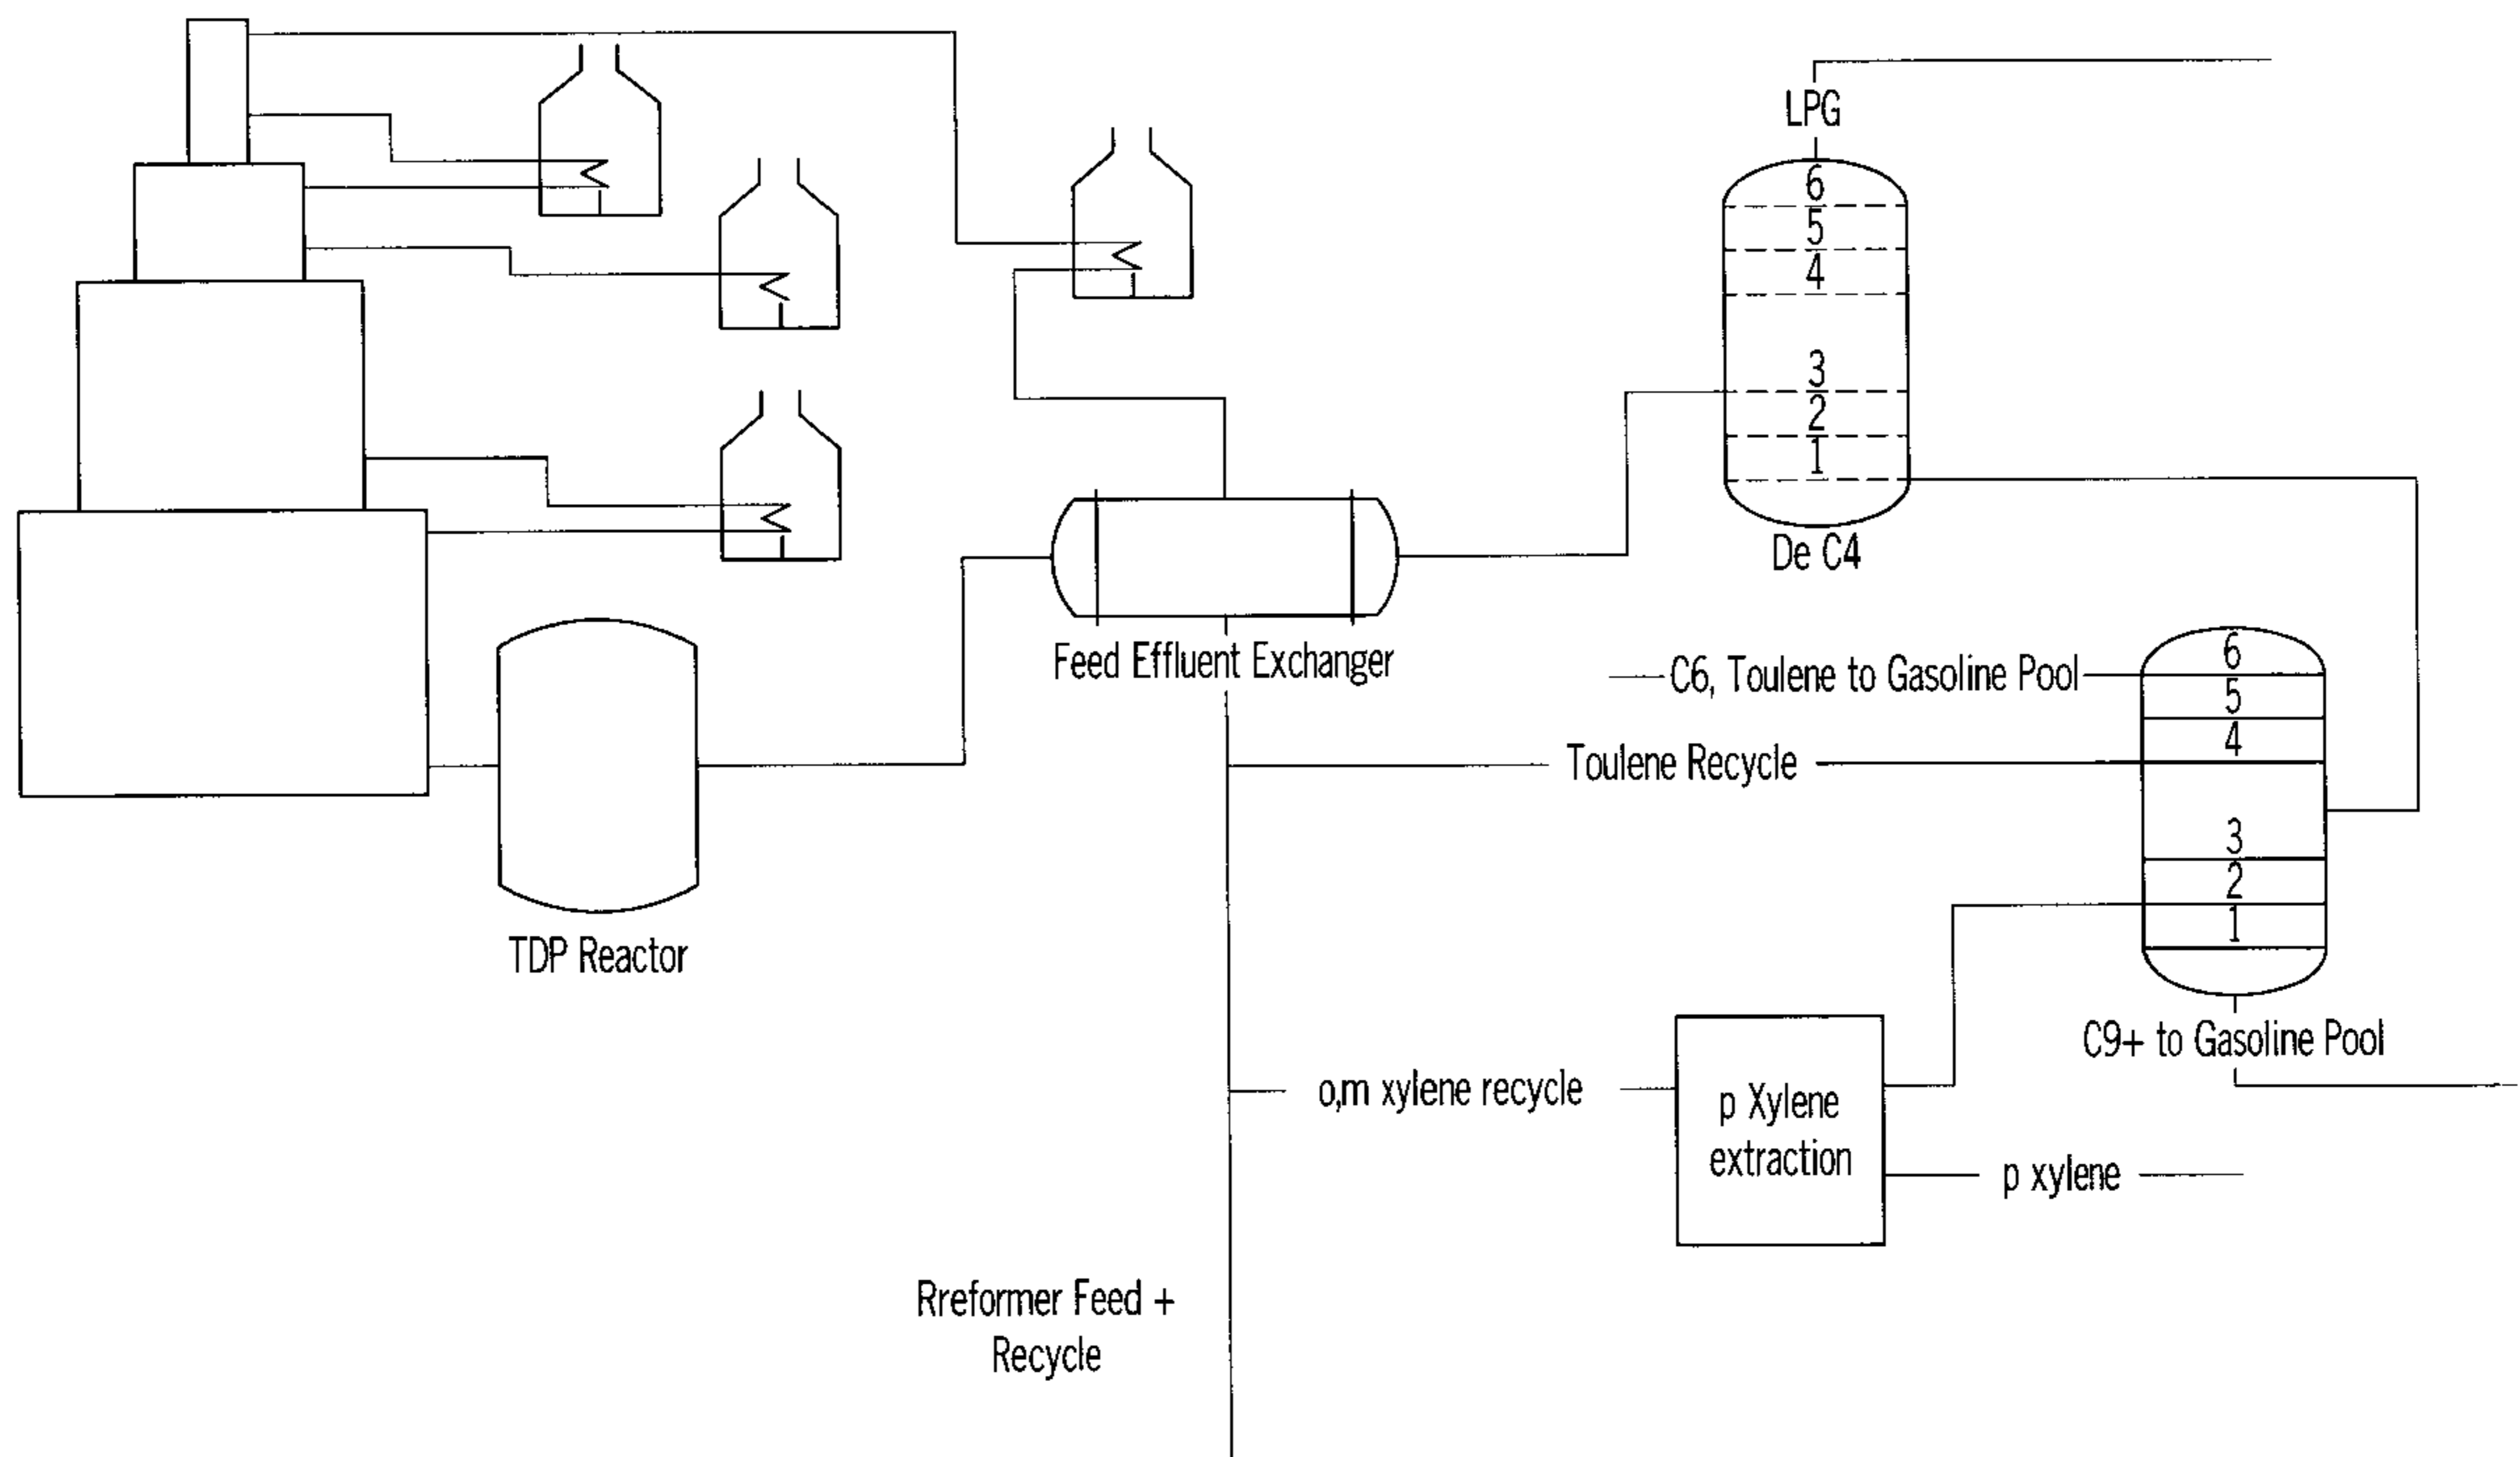 LPG
6
5
4
3
2
1
De C4
Feed Effluent Exchanger
C6, Toulene to Gasoline Pool
6
5
4
3
2
1
Toulene Recycle
TDP Reactor
C9+ to Gasoline Pool
o,m xylene recycle
p Xylene
extraction
p xylene
Rreformer Feed +
Recycle